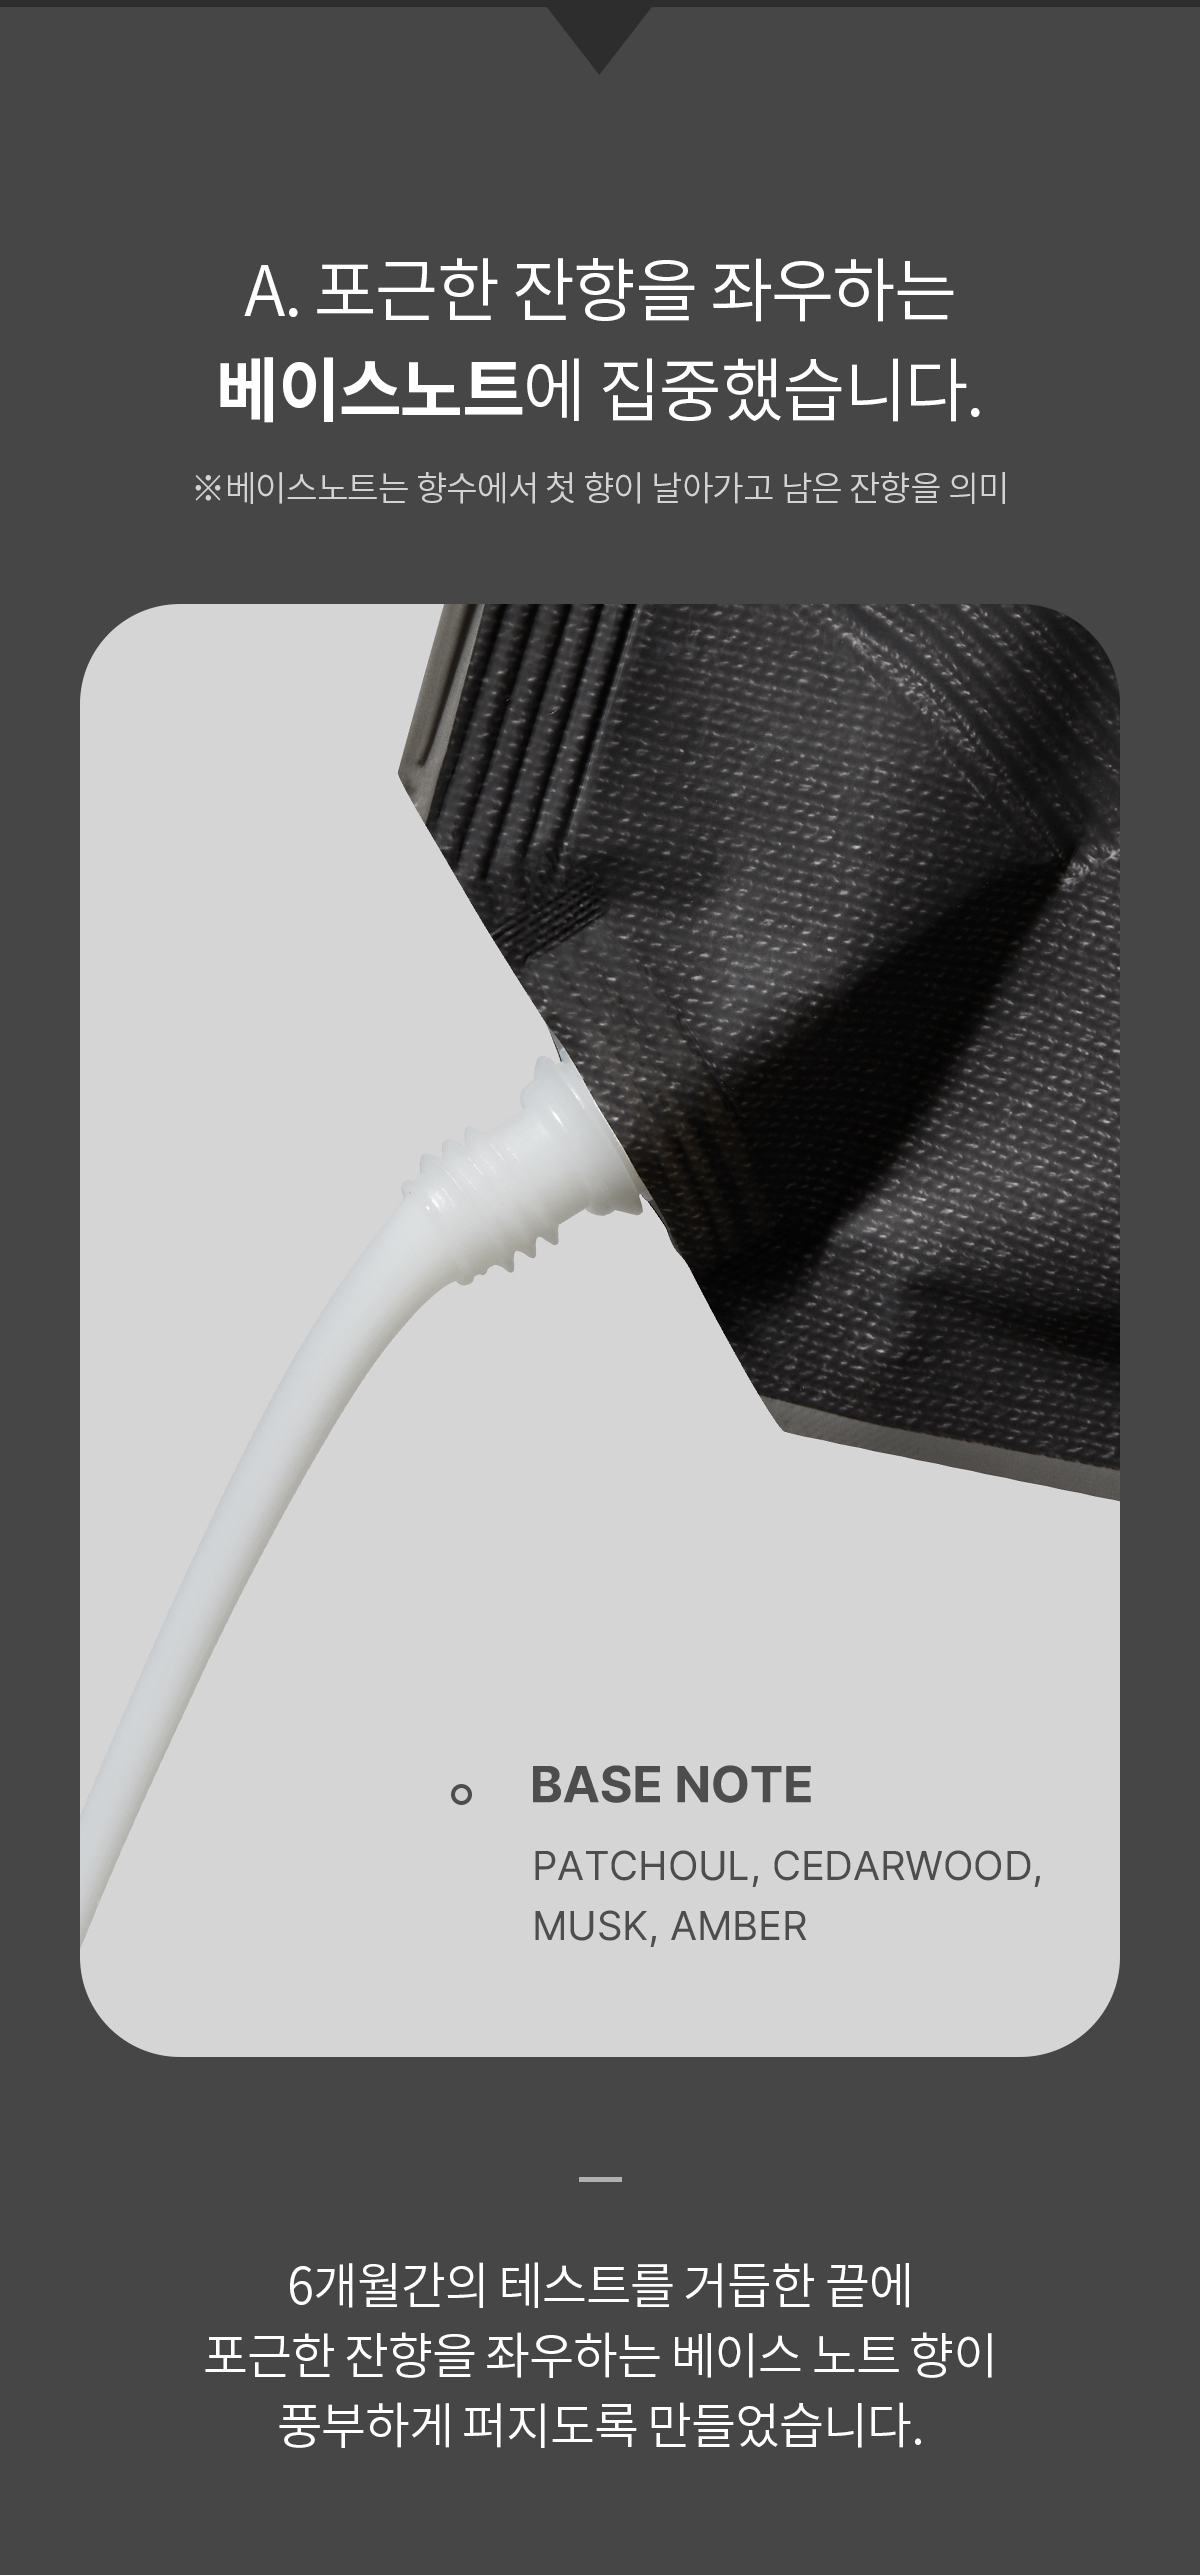 A. 포근한 잔향을 좌우하는
베이스노트에 집중했습니다.
※베이스노트는 향수에서 첫 향이 날아가고 남은 잔향을 의미
BASE NOTE
PATCHOUL, CEDARWOOD,
MUSK, AMBER
6개월간의 테스트를 거듭한 끝에
포근한 잔향을 좌우하는 베이스 노트 향이
풍부하게 퍼지도록 만들었습니다.